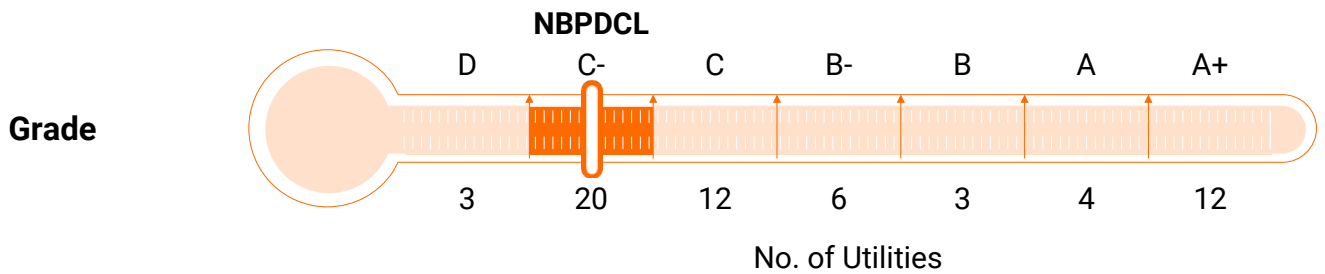 NBPDCL
D C- C B- B A A+
Grade
3 20 12 6 3 4 12
No. of Utilities